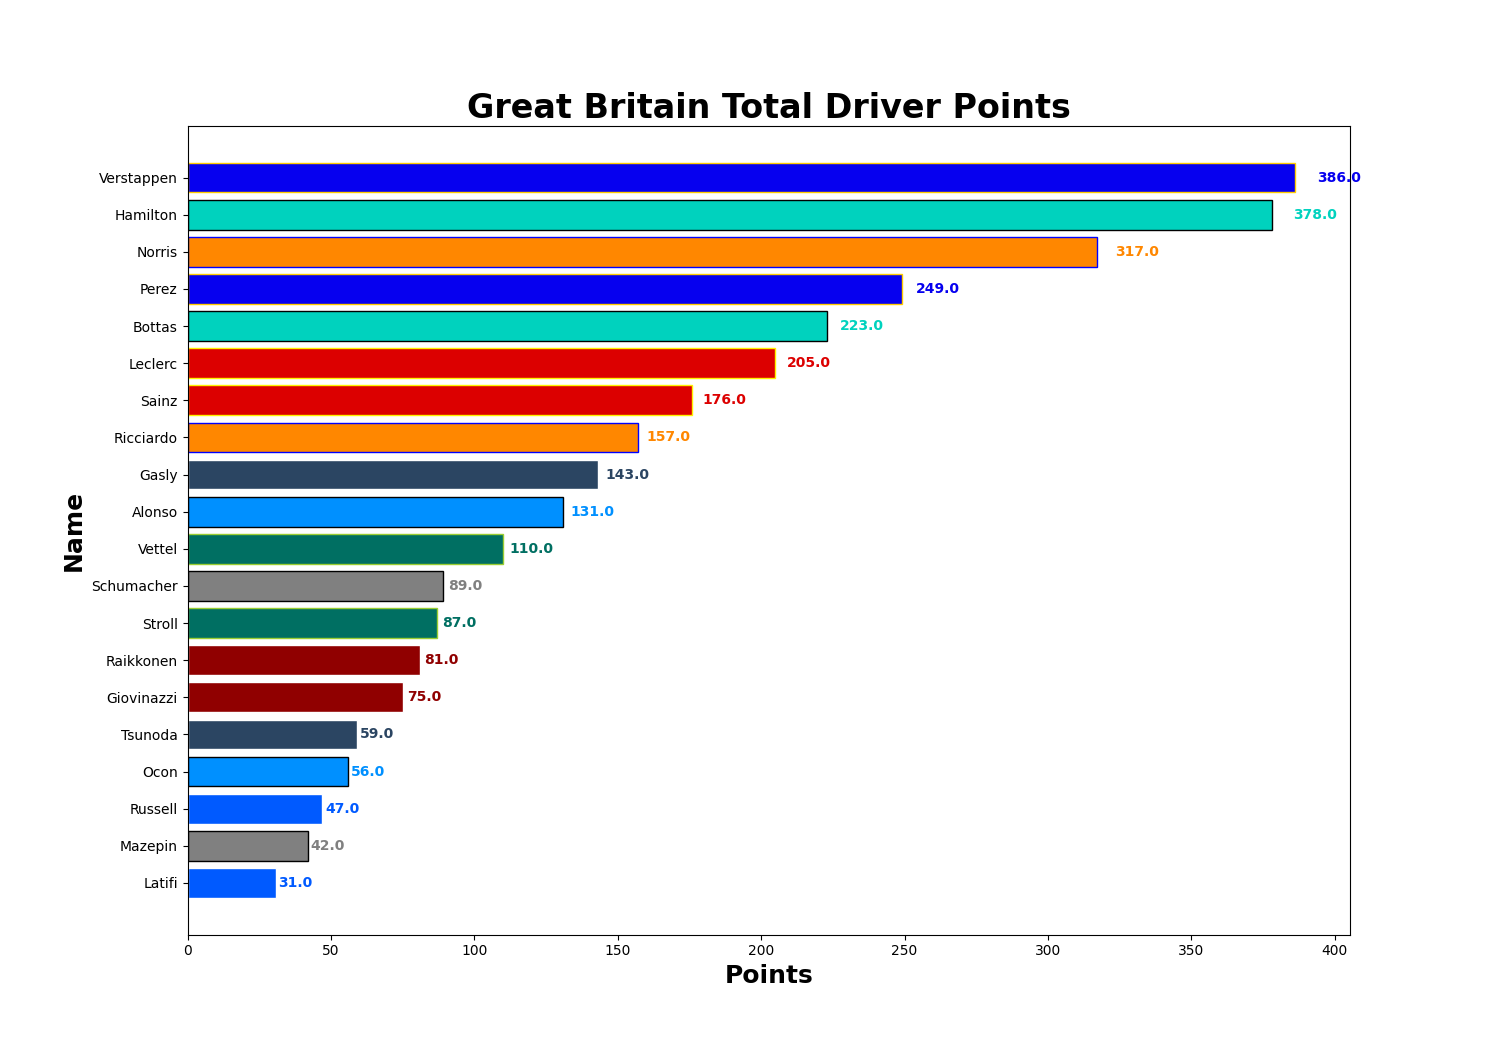 Great Britain Total Driver Points
Verstappen 386.0
Hamilton 378.0
Norris 317.0
Perez 249.0
Bottas 223.0
Leclerc 205.0
Sainz 176.0
Ricciardo 157.0
Gasly 143.0
Alonso 131.0
Vettel 110.0
Schumacher 89.0
Stroll 87.0
Raikkonen 81.0
Giovinazzi 75.0
Tsunoda 59.0
Ocon 56.0
Russell 47.0
Mazepin 42.0
Latifi 31.0
Name
0 50 100 150 200 250 300 350 400
Points